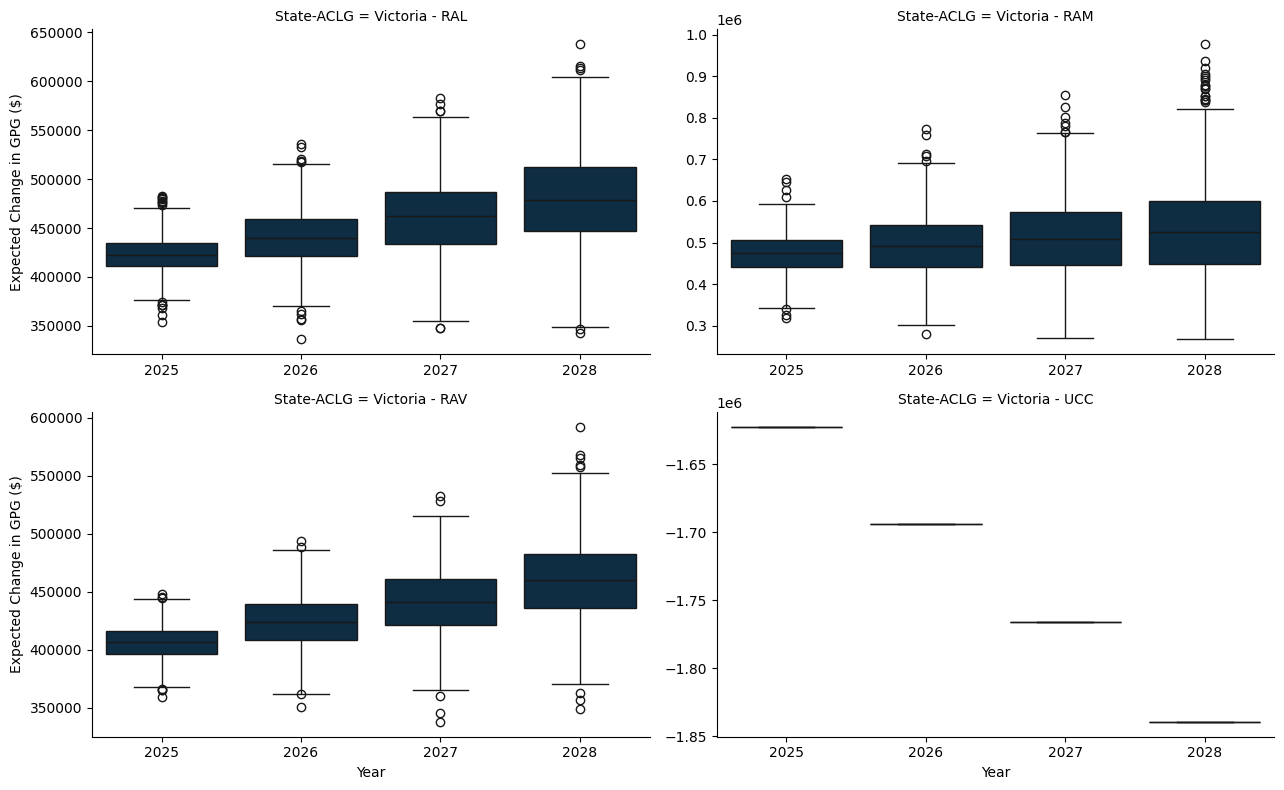 State-ACLG = Victoria - RAL
Expected Change in GPG ($)
650000
600000
550000
500000
450000
400000
350000
2025 2026 2027 2028
State-ACLG = Victoria - RAM
1e6
1.0
0.9
0.8
0.7
0.6
0.5
0.4
0.3
2025 2026 2027 2028
State-ACLG = Victoria - RAV
Expected Change in GPG ($)
600000
550000
500000
450000
400000
350000
2025 2026 2027 2028
Year
State-ACLG = Victoria - UCC
1e6
−1.65
−1.70
−1.75
−1.80
−1.85
2025 2026 2027 2028
Year